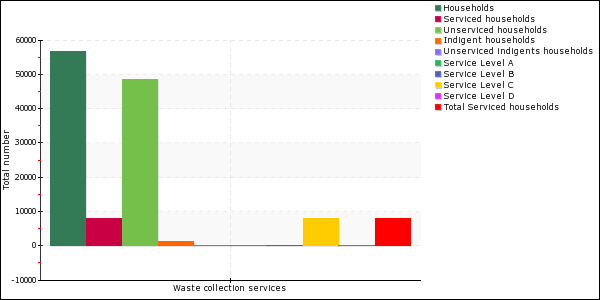 Households
Serviced households
Unserviced households
Indigent households
Unserviced indigents households
Service Level A
Service Level B
Service Level C
Service Level D
Total Serviced households
60000
50000
40000
30000
20000
10000
0
-10000
Total number
Waste collection services